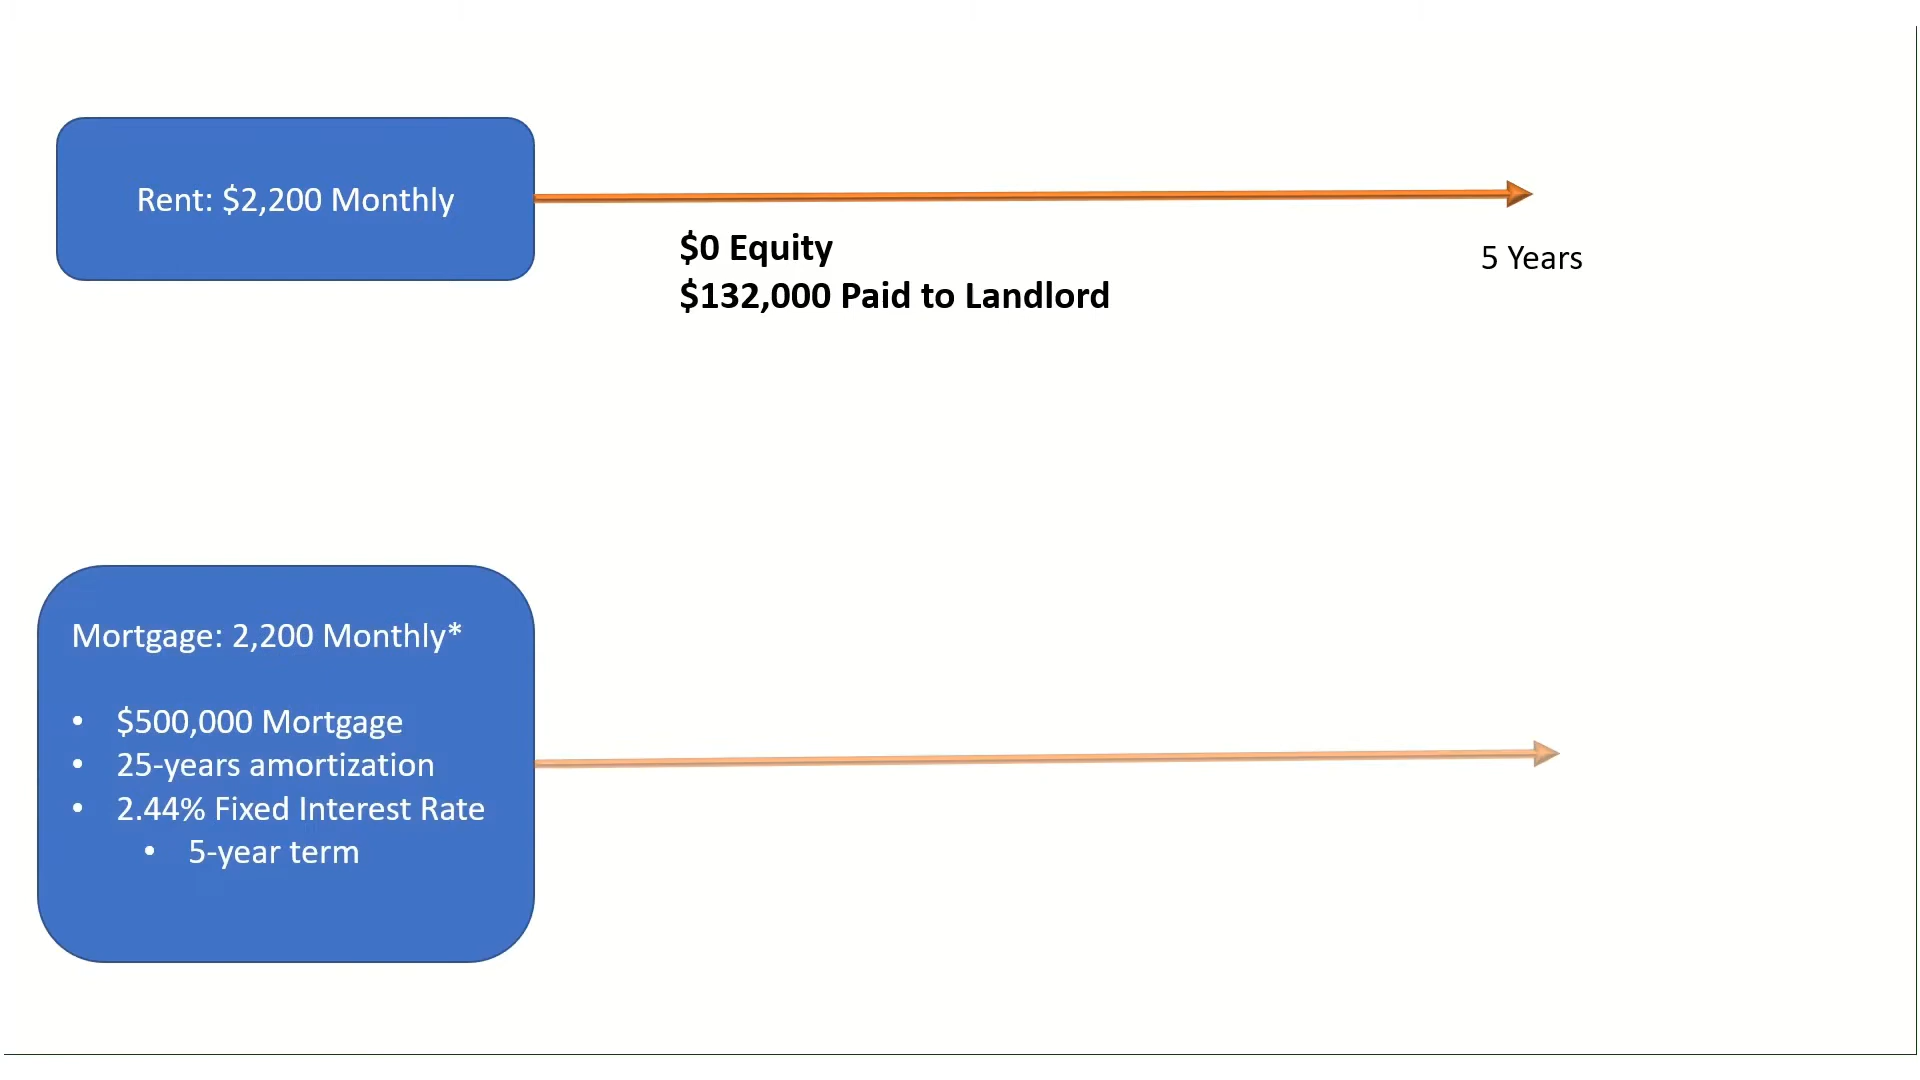 Rent: $2,200 Monthly
$0 Equity
$132,000 Paid to Landlord
5 Years
Mortgage: 2,200 Monthly*
• $500,000 Mortgage
• 25-years amortization
• 2.44% Fixed Interest Rate
• 5-year term